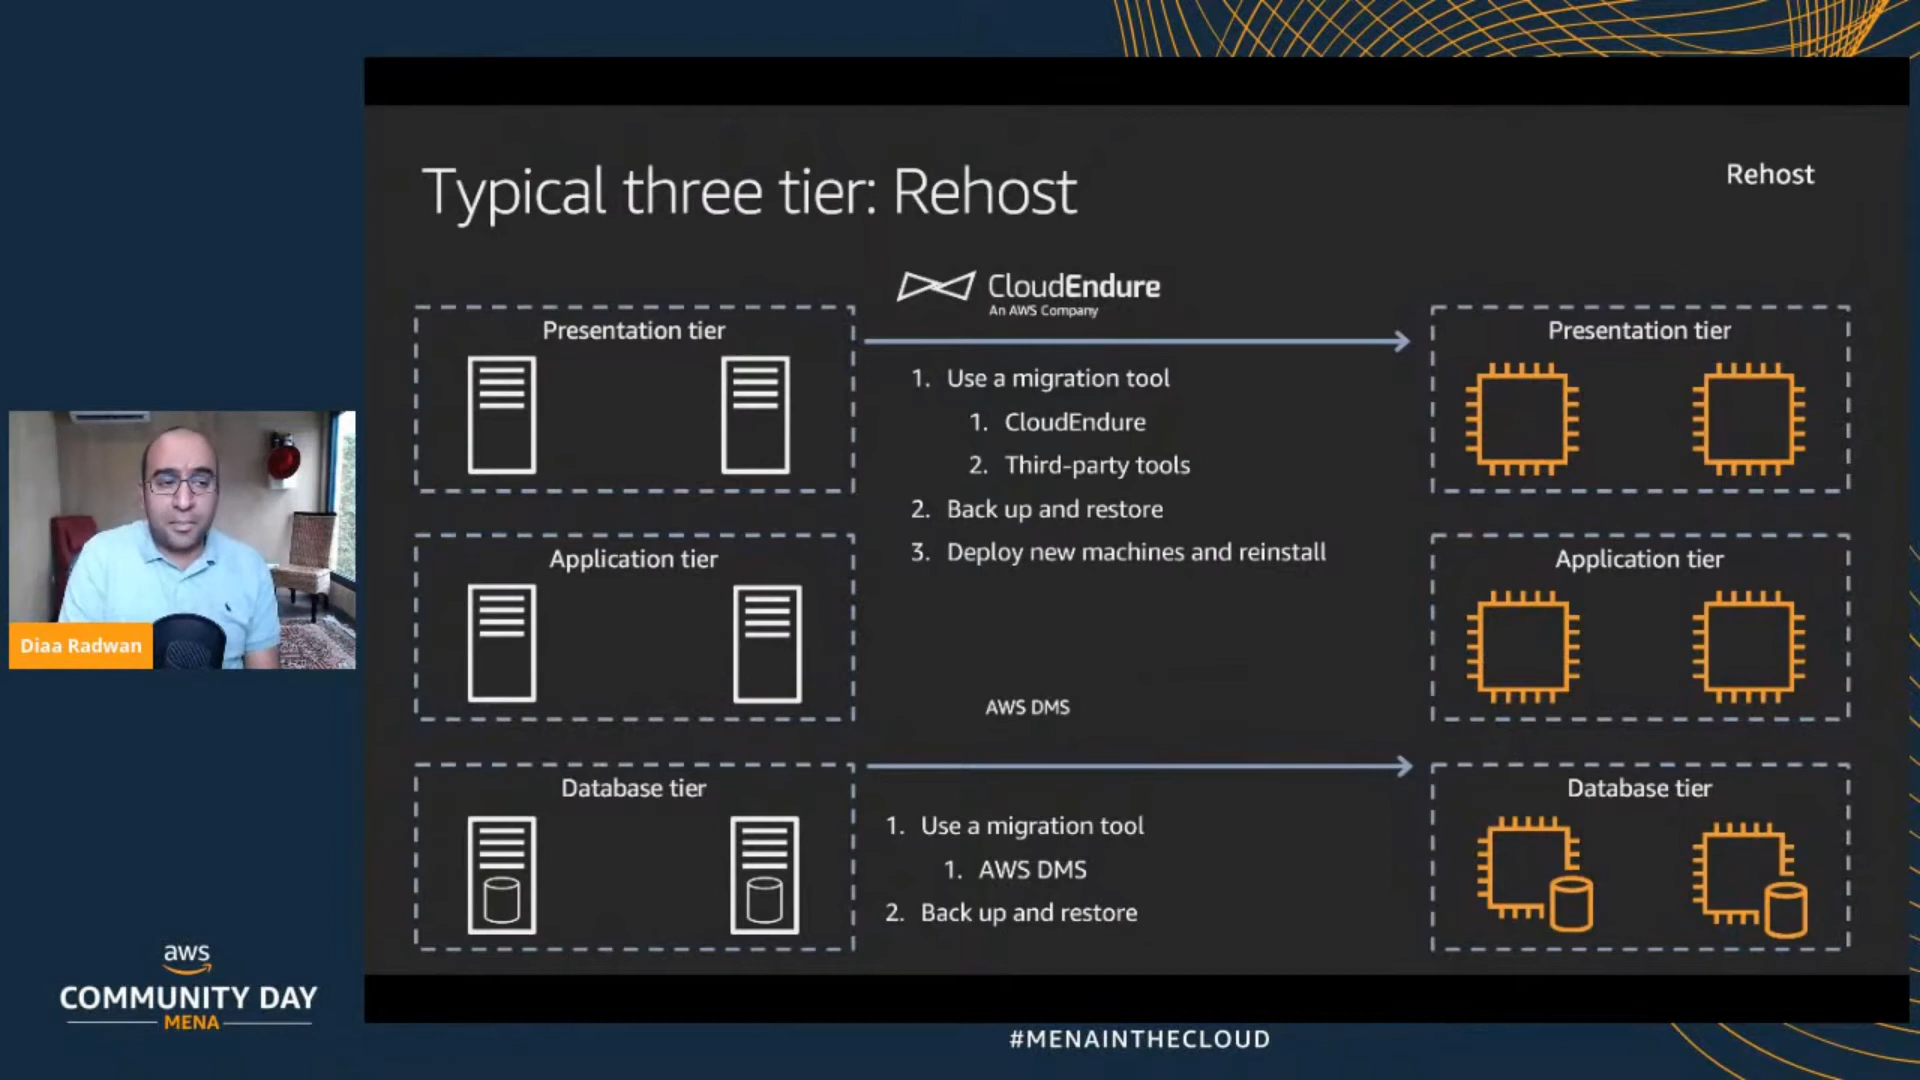 Typical three tier: Rehost
Rehost
CloudEndure
An AWS Company
Presentation tier
Presentation tier
1. Use a migration tool
1. CloudEndure
2. Third-party tools
2. Back up and restore
3. Deploy new machines and reinstall
Application tier
Application tier
AWS DMS
Database tier
Database tier
1. Use a migration tool
1. AWS DMS
2. Back up and restore
Diaa Radwan
aws
COMMUNITY DAY
MENA
#MENAINTHECLOUD